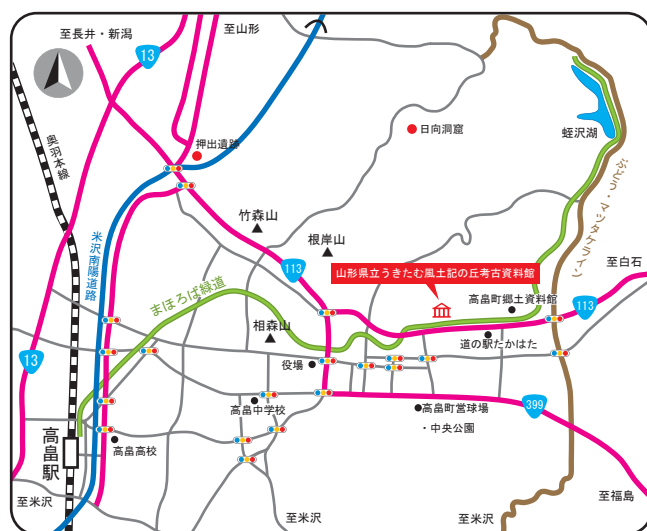 至長井・新潟
至山形
13
押出遺跡
日向洞窟
蛭沢湖
奥羽本線
ぶどう・マツタケライン
竹森山
根岸山
米沢南陽道路
113
至白石
山形県立うきたむ風土記の丘考古資料館
まほろば緑道
高畠町郷土資料館
113
相森山
道の駅たかはた
13
役場
高畠中学校
高畠町営球場
・中央公園
399
高畠駅
高畠高校
至米沢
至米沢
至米沢
至福島